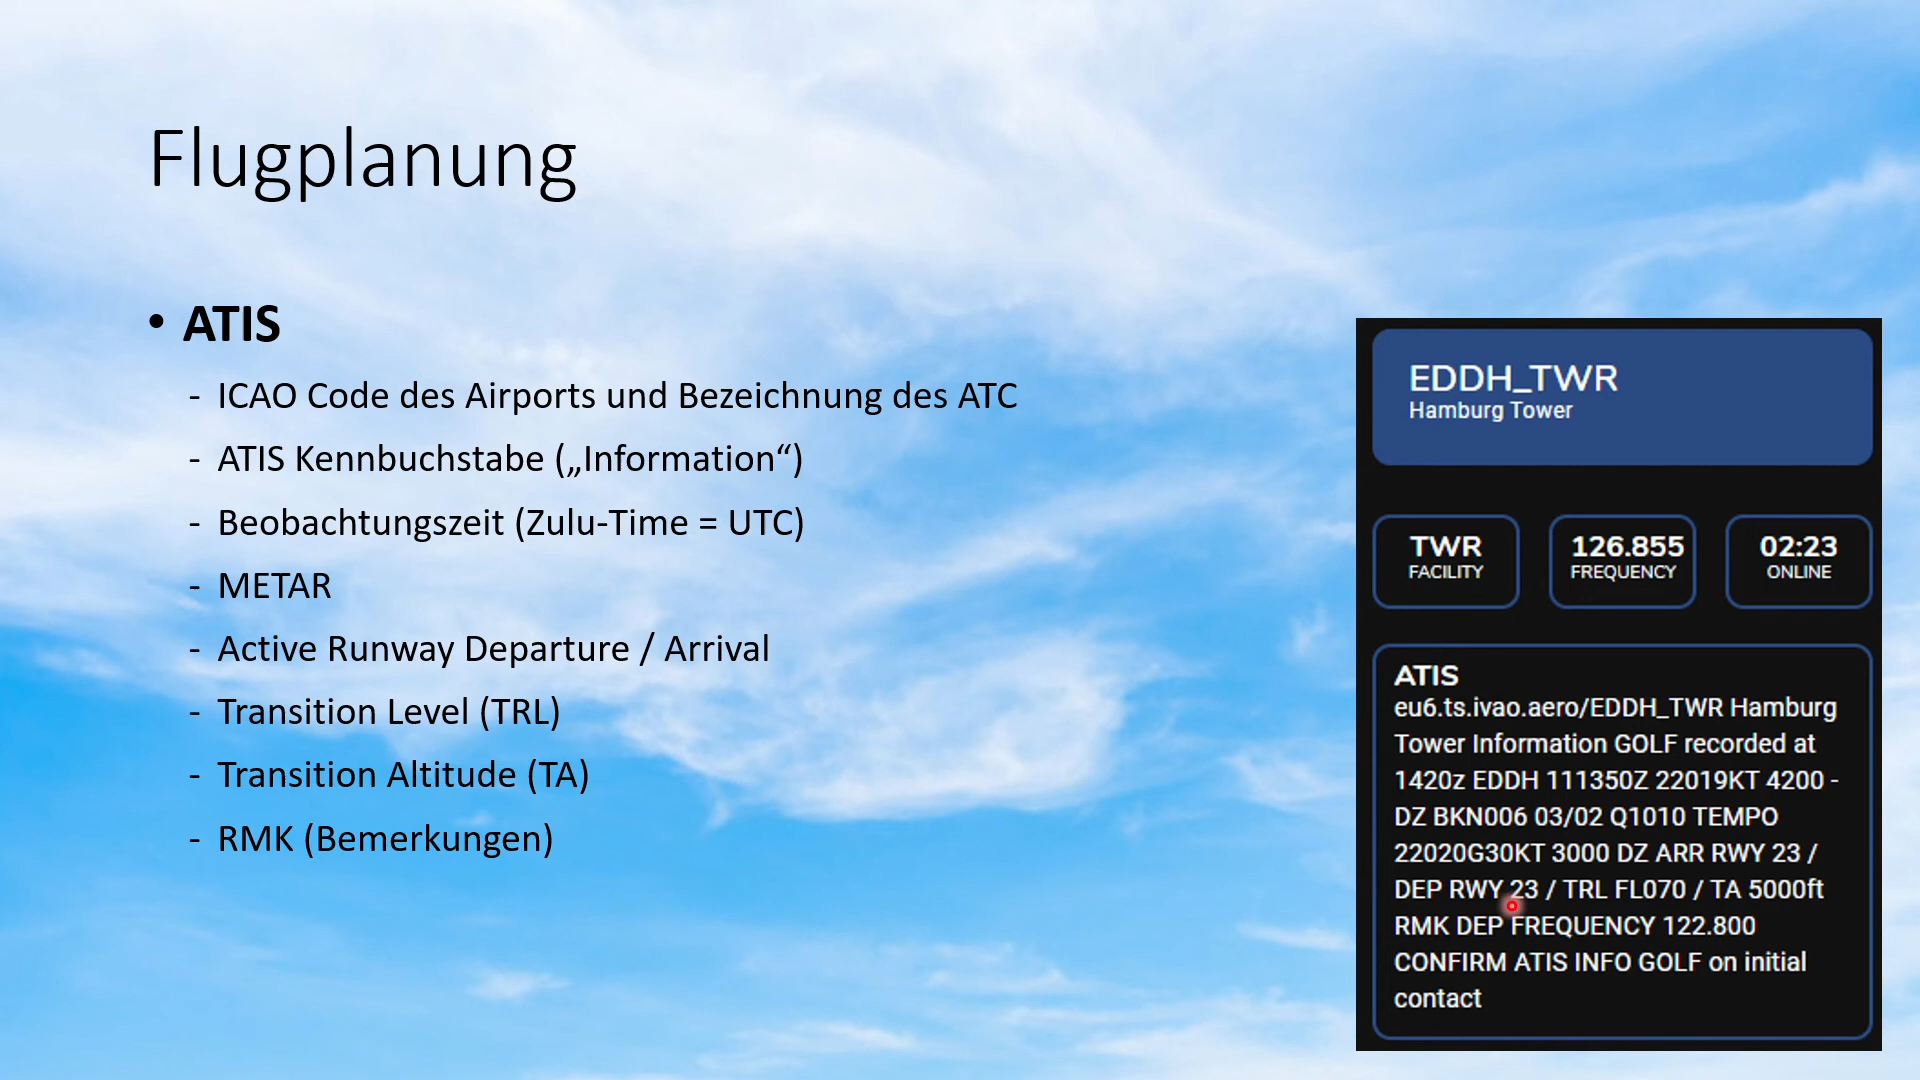 Flugplanung
• ATIS
- ICAO Code des Airports und Bezeichnung des ATC
- ATIS Kennbuchstabe („Information“)
- Beobachtungszeit (Zulu-Time = UTC)
- METAR
- Active Runway Departure / Arrival
- Transition Level (TRL)
- Transition Altitude (TA)
- RMK (Bemerkungen)
EDDH_TWR
Hamburg Tower
TWR
FACILITY
126.855
FREQUENCY
02:23
ONLINE
ATIS
eu6.ts.ivao.aero/EDDH_TWR Hamburg
Tower Information GOLF recorded at
1420z EDDH 111350Z 22019KT 4200 -
DZ BKN006 03/02 Q1010 TEMPO
22020G30KT 3000 DZ ARR RWY 23 /
DEP RWY 23 / TRL FL070 / TA 5000ft
RMK DEP FREQUENCY 122.800
CONFIRM ATIS INFO GOLF on initial
contact